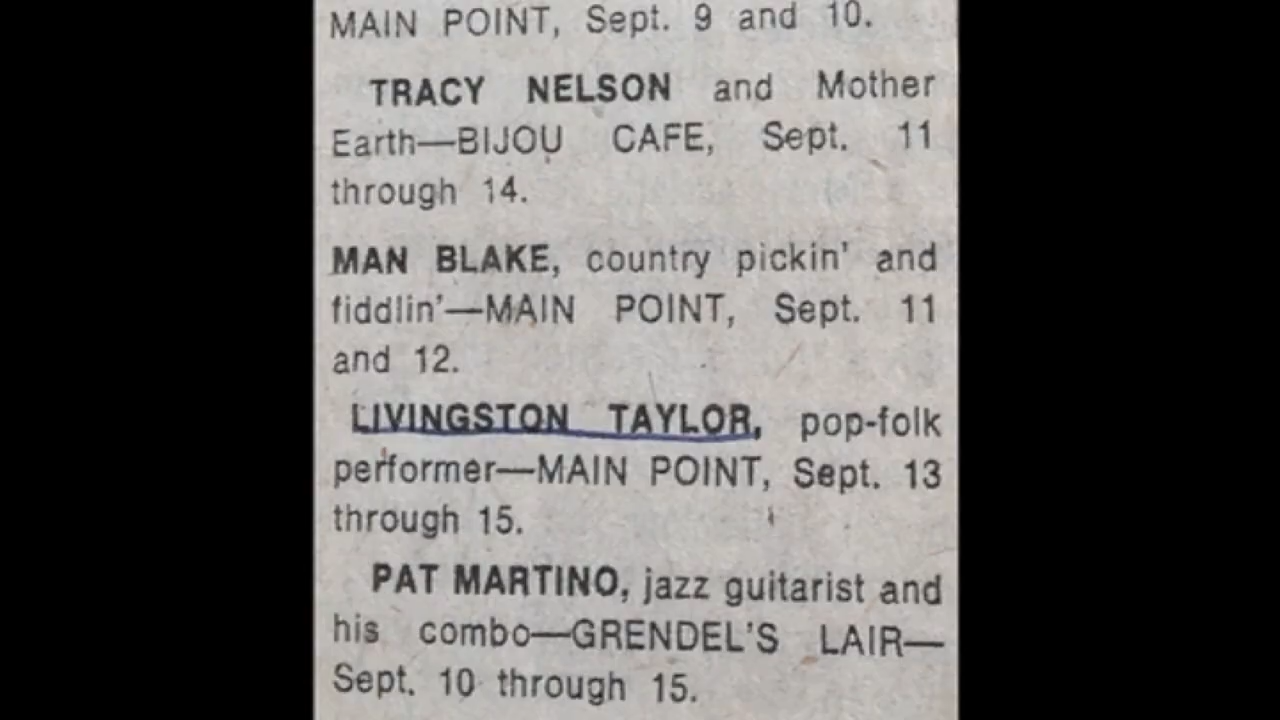 MAIN POINT, Sept. 9 and 10.
TRACY NELSON and Mother
Earth—BIJOU CAFE, Sept. 11
through 14.
MAN BLAKE, country pickin' and
fiddlin'—MAIN POINT, Sept. 11
and 12.
LIVINGSTON TAYLOR, pop-folk
performer—MAIN POINT, Sept. 13
through 15.
PAT MARTINO, jazz guitarist and
his combo—GRENDEL'S LAIR—
Sept. 10 through 15.